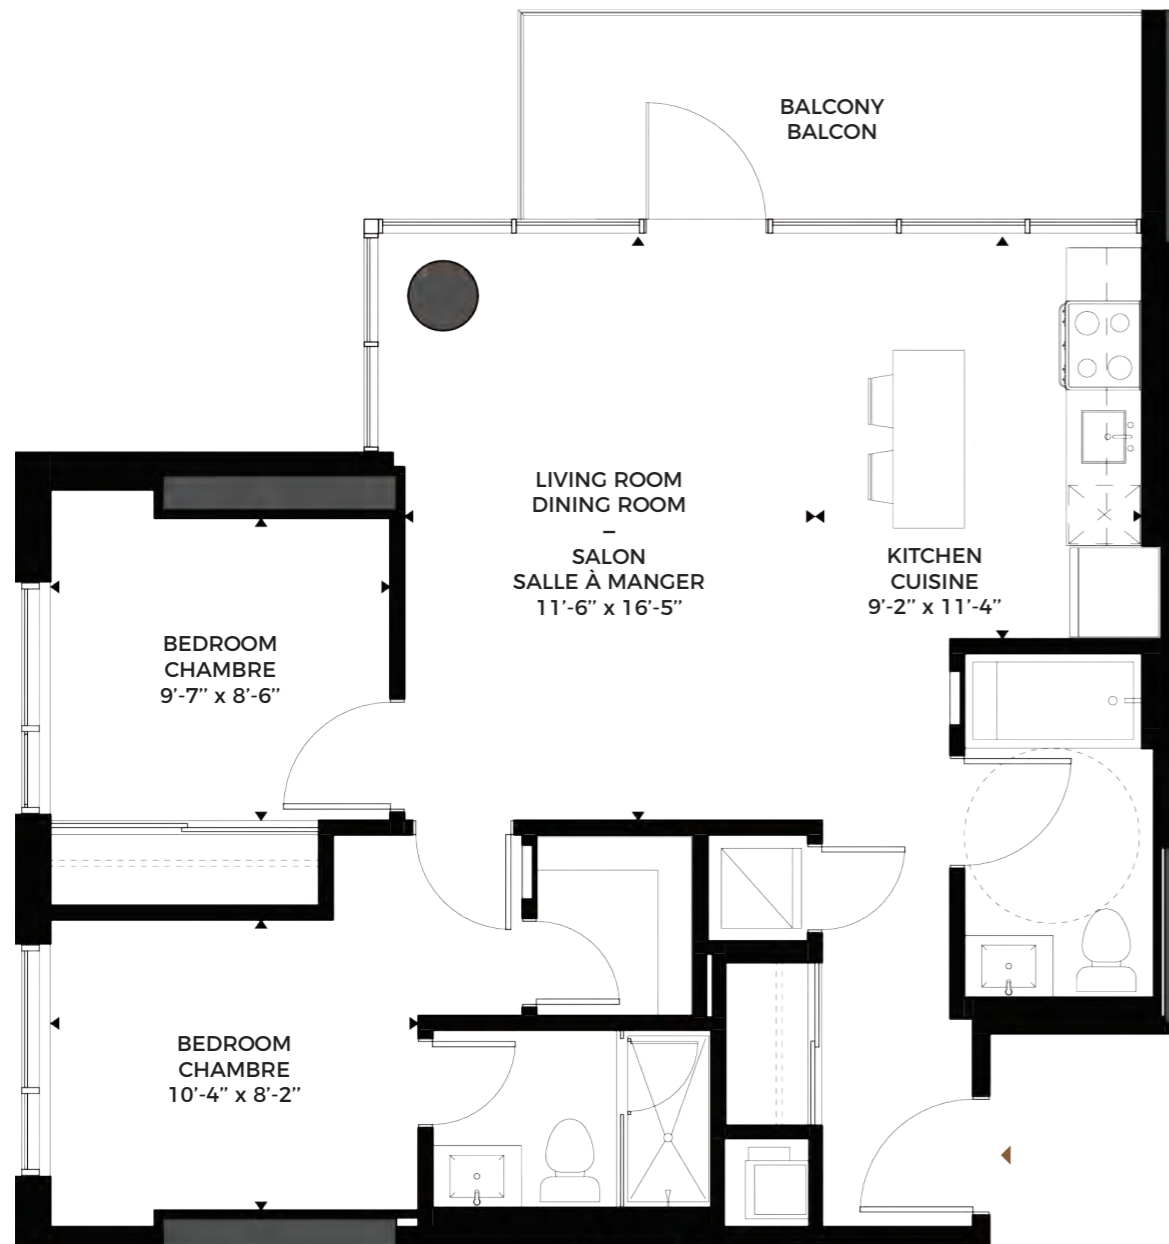 BALCONY
BALCON
LIVING ROOM
DINING ROOM
–
SALON
SALLE À MANGER
11’-6” x 16’-5”
KITCHEN
CUISINE
9’-2” x 11’-4”
BEDROOM
CHAMBRE
9’-7” x 8’-6”
BEDROOM
CHAMBRE
10’-4” x 8’-2”